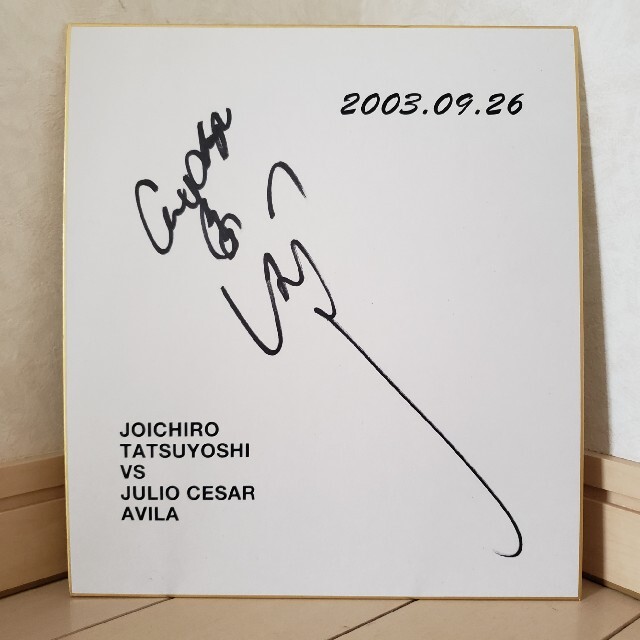 2003.09.26
JOICHIRO
TATSUYOSHI
VS
JULIO CESAR
AVILA